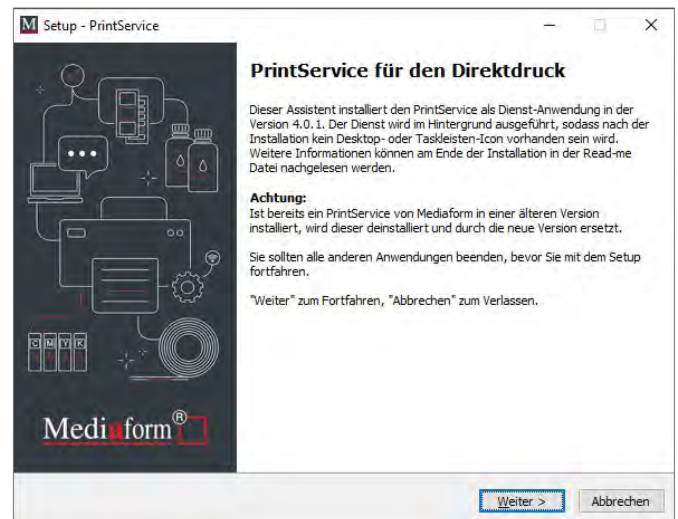 M Setup - PrintService
PrintService für den Direktdruck
Dieser Assistent installiert den PrintService als Dienst-Anwendung in der
Version 4.0.1. Der Dienst wird im Hintergrund ausgeführt, sodass nach der
Installation kein Desktop- oder Taskleisten-Icon vorhanden sein wird.
Weitere Informationen können am Ende der Installation in der Read-me
Datei nachgelesen werden.
Achtung:
Ist bereits ein PrintService von Mediaform in einer älteren Version
installiert, wird dieser deinstalliert und durch die neue Version ersetzt.
Sie sollten alle anderen Anwendungen beenden, bevor Sie mit dem Setup
fortfahren.
"Weiter" zum Fortfahren, "Abbrechen" zum Verlassen.
C M Y K
Mediaform®
Weiter > Abbrechen